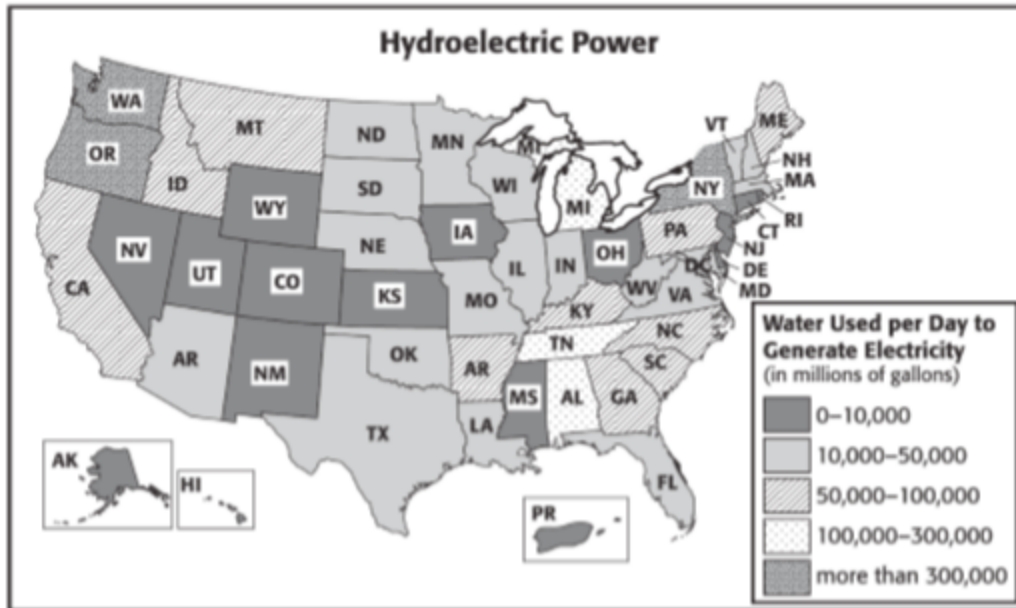 Hydroelectric Power
WA
MT
ND
MN
MI
VT
ME
OR
ID
SD
WI
MI
NY
NH
MA
WY
IA
PA
RI
CT
NV
UT
CO
NE
IL
IN
OH
NJ
DE
MD
DC
CA
KS
MO
WV
VA
KY
NC
AR
NM
OK
AR
TN
SC
MS
AL
GA
TX
LA
FL
AK
HI
PR
Water Used per Day to
Generate Electricity
(in millions of gallons)
0–10,000
10,000–50,000
50,000–100,000
100,000–300,000
more than 300,000